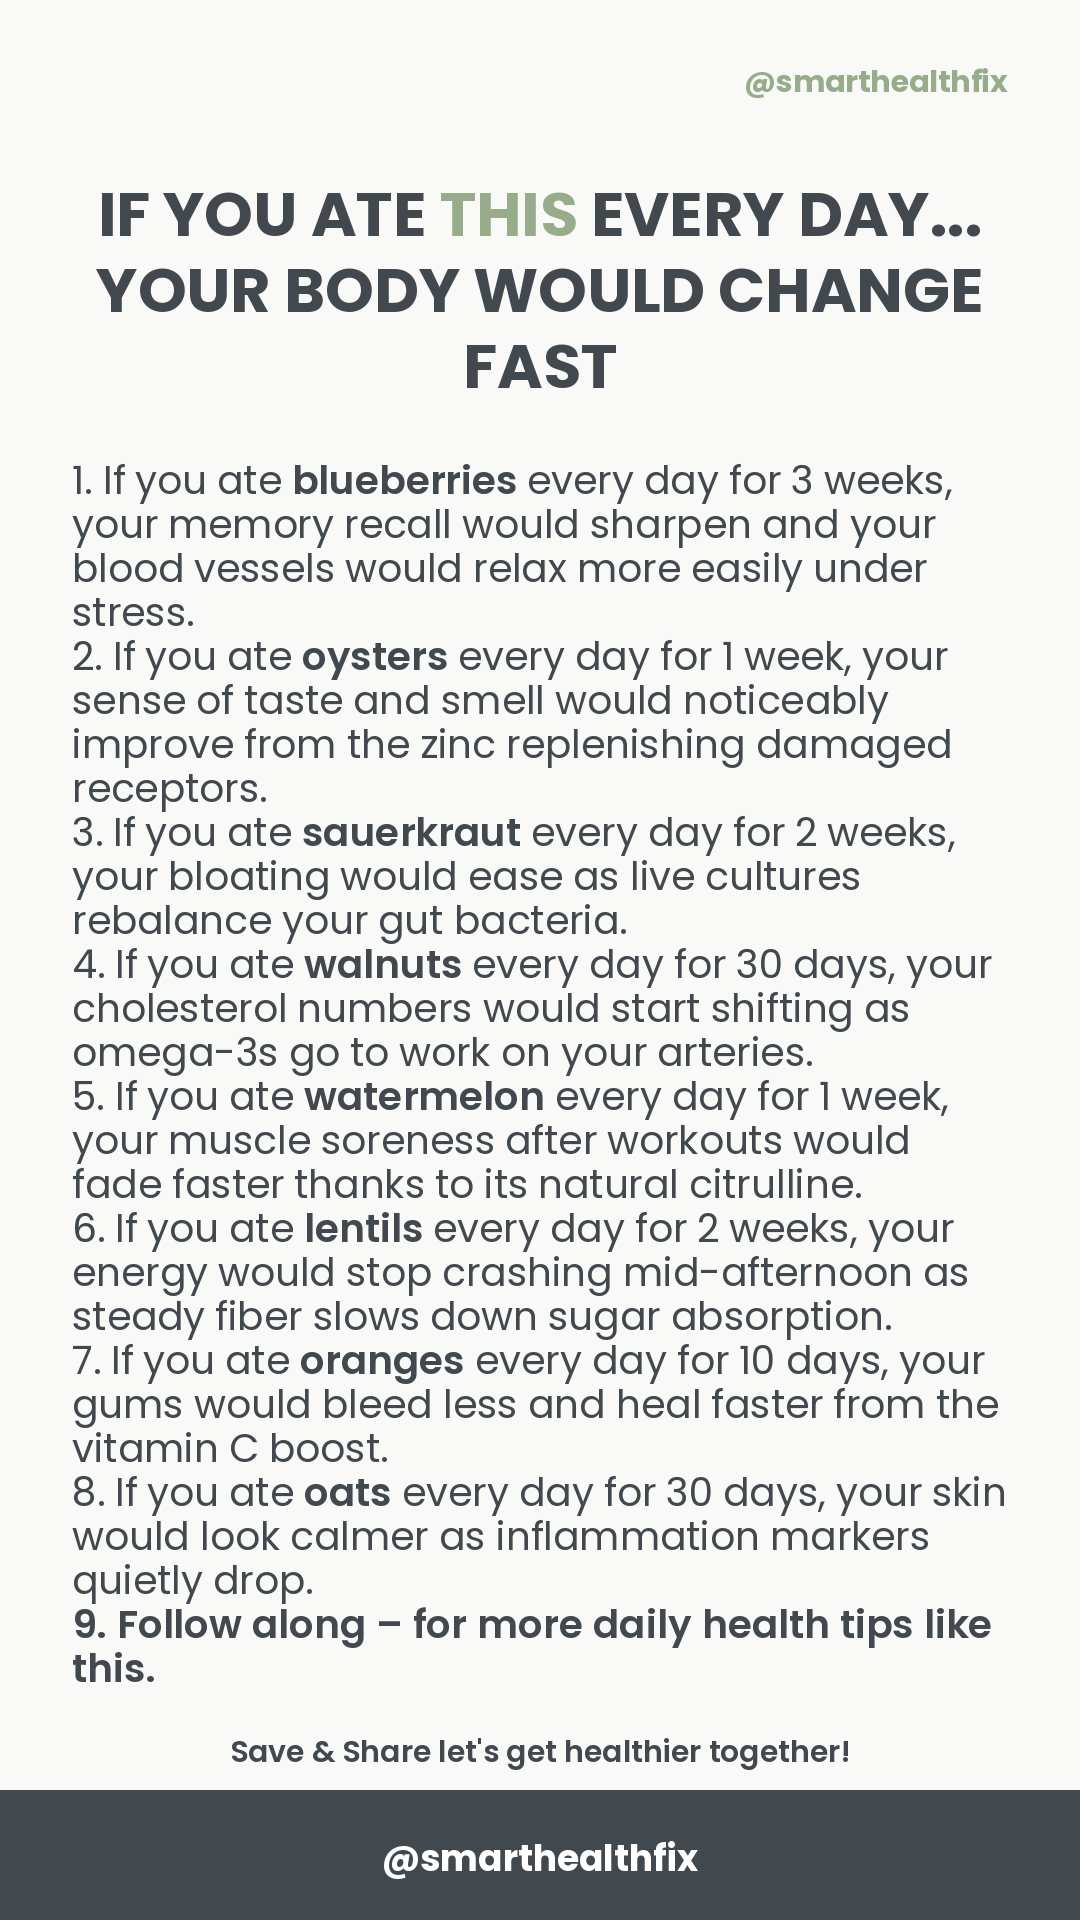 @smarthealthfix
IF YOU ATE THIS EVERY DAY...
YOUR BODY WOULD CHANGE
FAST
1. If you ate blueberries every day for 3 weeks,
your memory recall would sharpen and your
blood vessels would relax more easily under
stress.
2. If you ate oysters every day for 1 week, your
sense of taste and smell would noticeably
improve from the zinc replenishing damaged
receptors.
3. If you ate sauerkraut every day for 2 weeks,
your bloating would ease as live cultures
rebalance your gut bacteria.
4. If you ate walnuts every day for 30 days, your
cholesterol numbers would start shifting as
omega-3s go to work on your arteries.
5. If you ate watermelon every day for 1 week,
your muscle soreness after workouts would
fade faster thanks to its natural citrulline.
6. If you ate lentils every day for 2 weeks, your
energy would stop crashing mid-afternoon as
steady fiber slows down sugar absorption.
7. If you ate oranges every day for 10 days, your
gums would bleed less and heal faster from the
vitamin C boost.
8. If you ate oats every day for 30 days, your skin
would look calmer as inflammation markers
quietly drop.
9. Follow along – for more daily health tips like
this.
Save & Share let's get healthier together!
@smarthealthfix